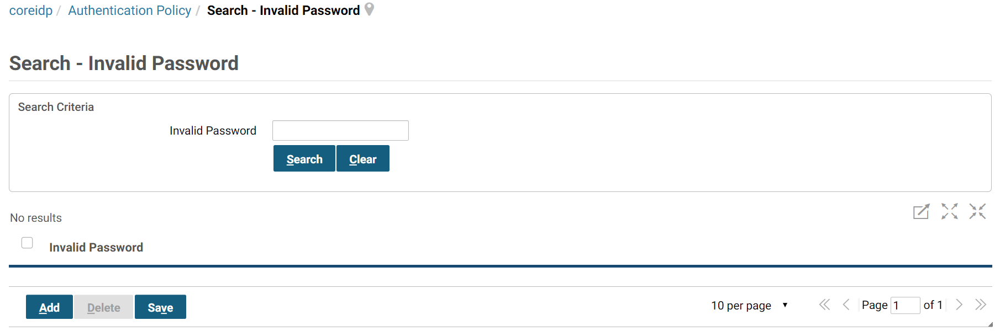 coreidp / Authentication Policy / Search - Invalid Password
Search - Invalid Password
Search Criteria
Invalid Password
Search Clear
No results
Invalid Password
Add Delete Save 10 per page Page 1 of 1